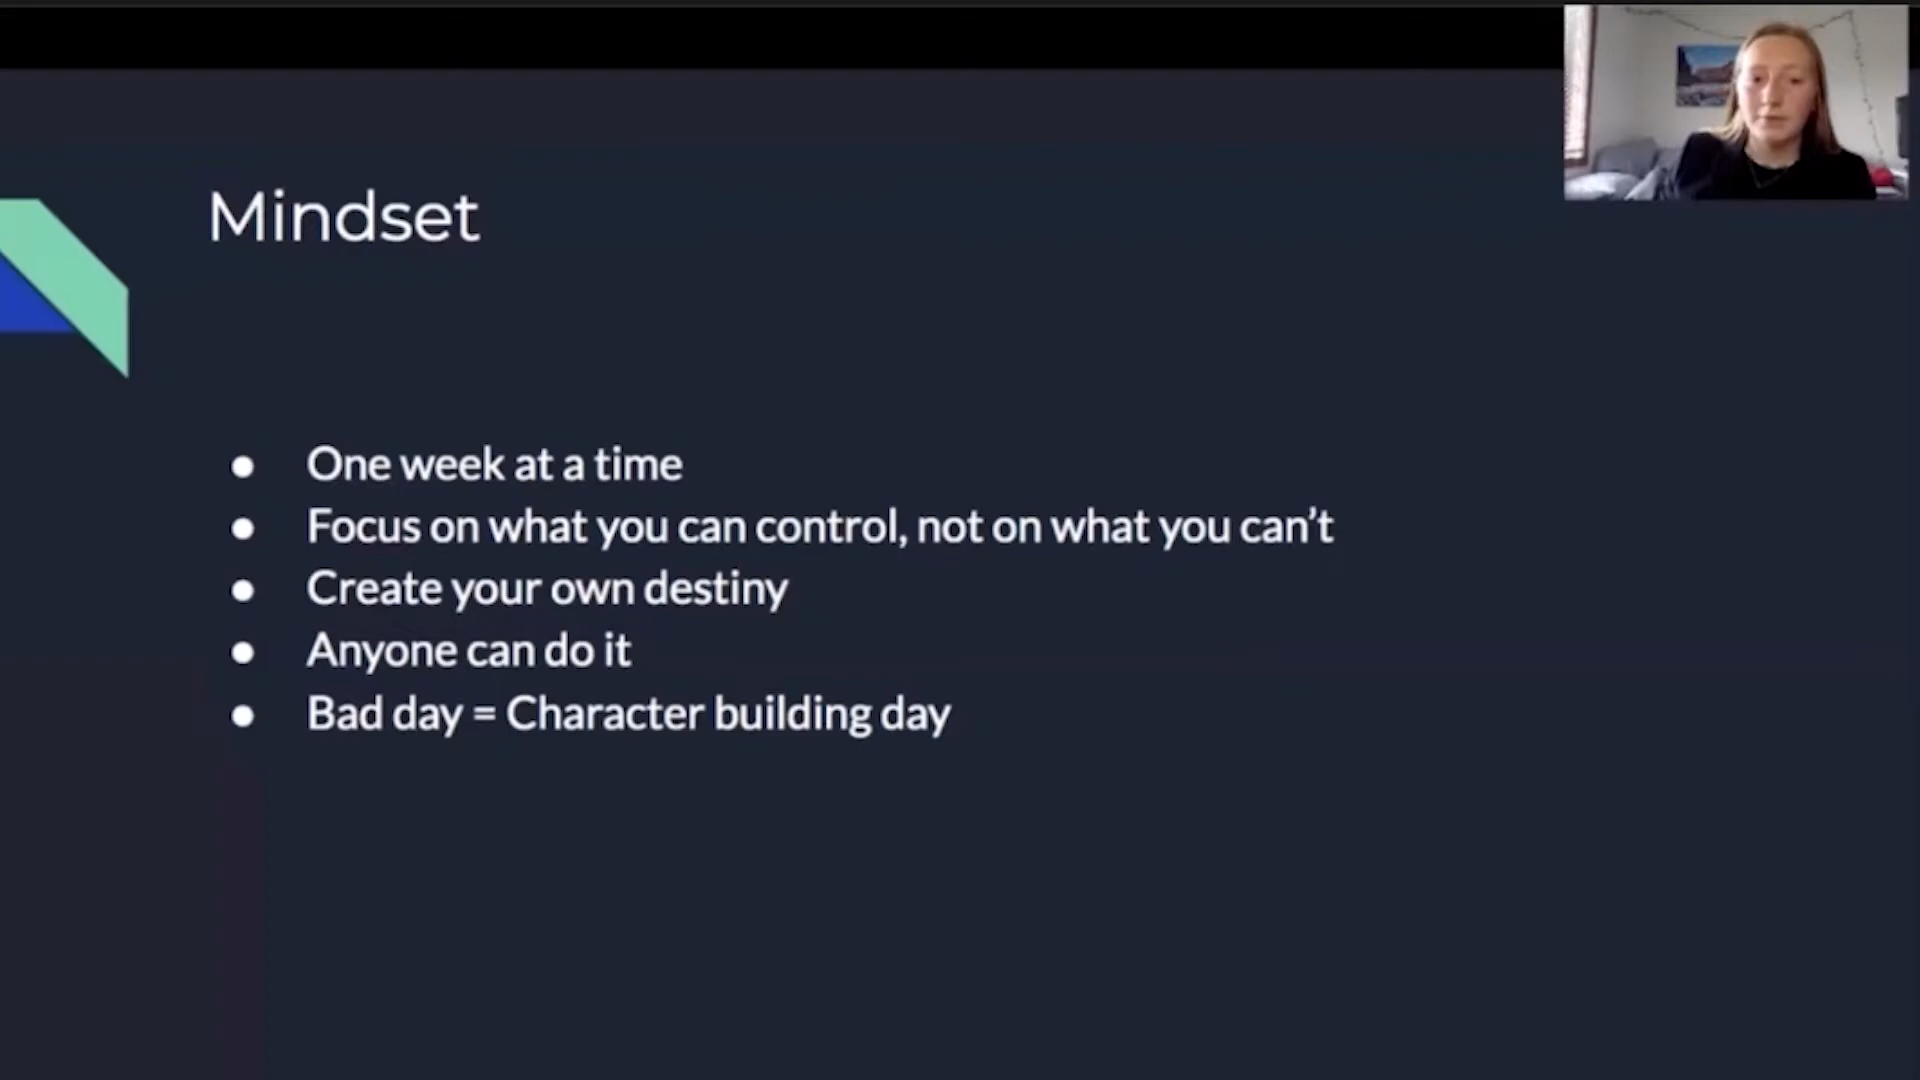 Mindset
● One week at a time
● Focus on what you can control, not on what you can’t
● Create your own destiny
● Anyone can do it
● Bad day = Character building day